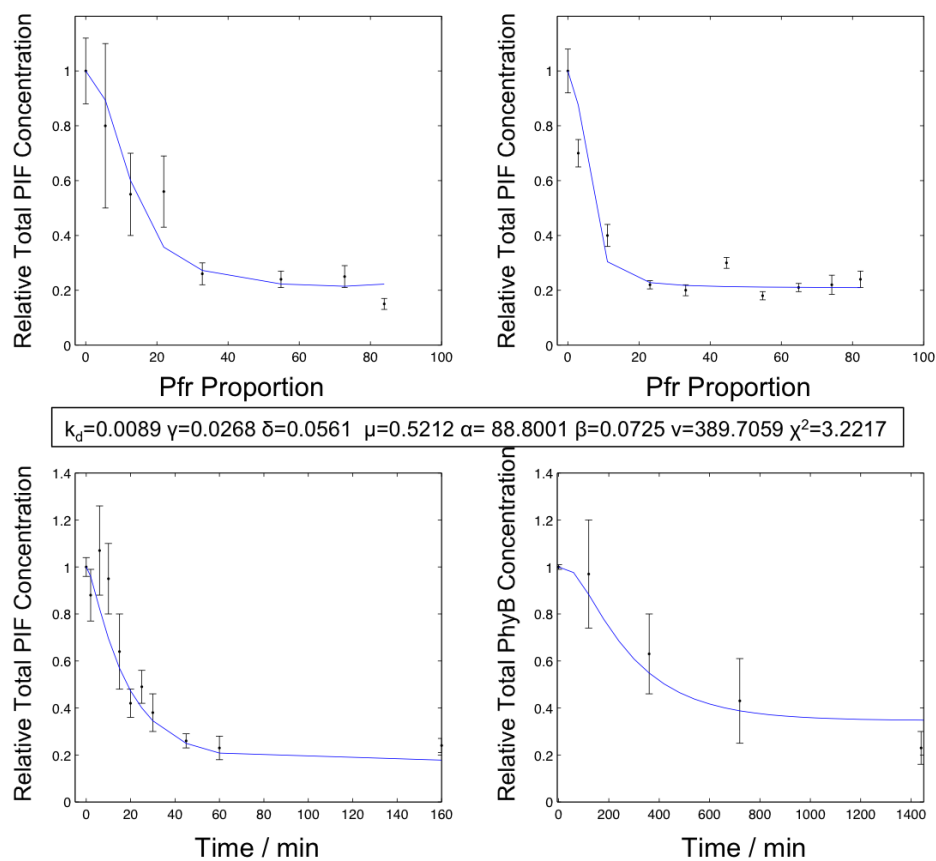 Relative Total PIF Concentration
1
0.8
0.6
0.4
0.2
0
0 20 40 60 80 100
Pfr Proportion
Relative Total PIF Concentration
1
0.8
0.6
0.4
0.2
0
0 20 40 60 80 100
Pfr Proportion
k_d=0.0089 γ=0.0268 δ=0.0561 μ=0.5212 α= 88.8001 β=0.0725 ν=389.7059 χ²=3.2217
Relative Total PIF Concentration
1.4
1.2
1
0.8
0.6
0.4
0.2
0
0 20 40 60 80 100 120 140 160
Time / min
Relative Total PhyB Concentration
1.4
1.2
1
0.8
0.6
0.4
0.2
0
0 200 400 600 800 1000 1200 1400
Time / min